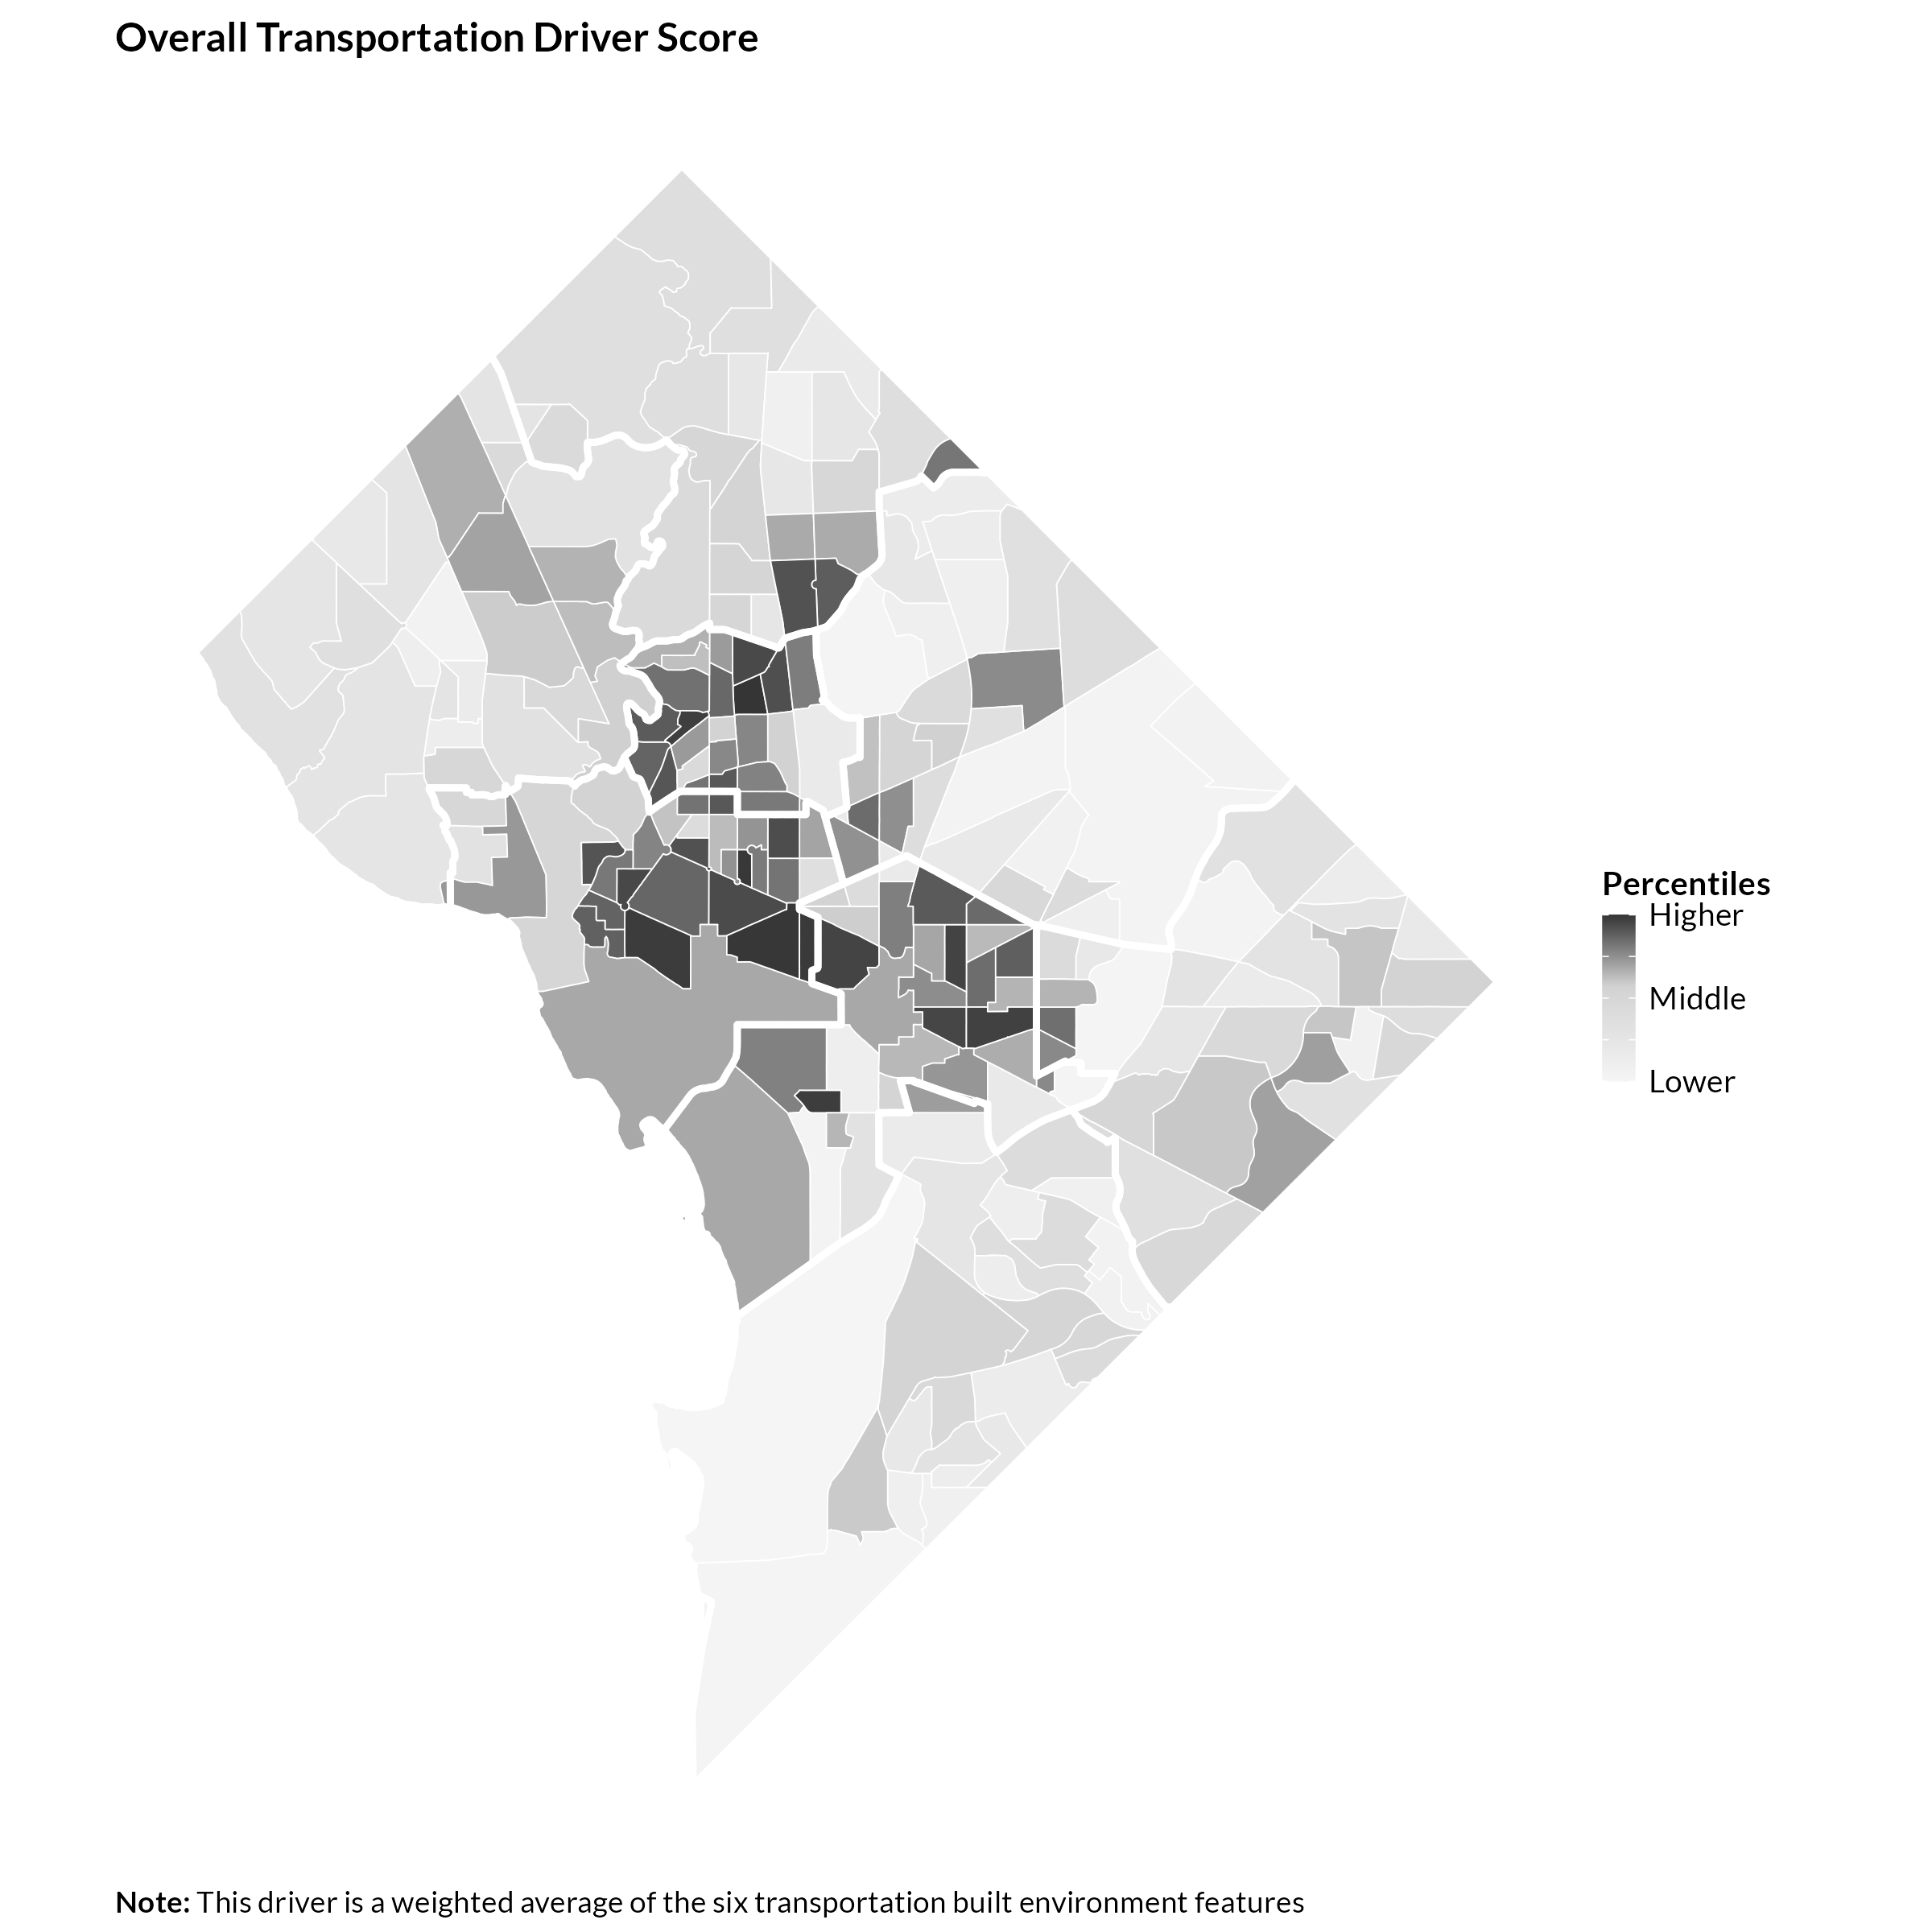 Overall Transportation Driver Score
Percentiles
Higher
Middle
Lower
Note: This driver is a weighted average of the six transportation built environment features